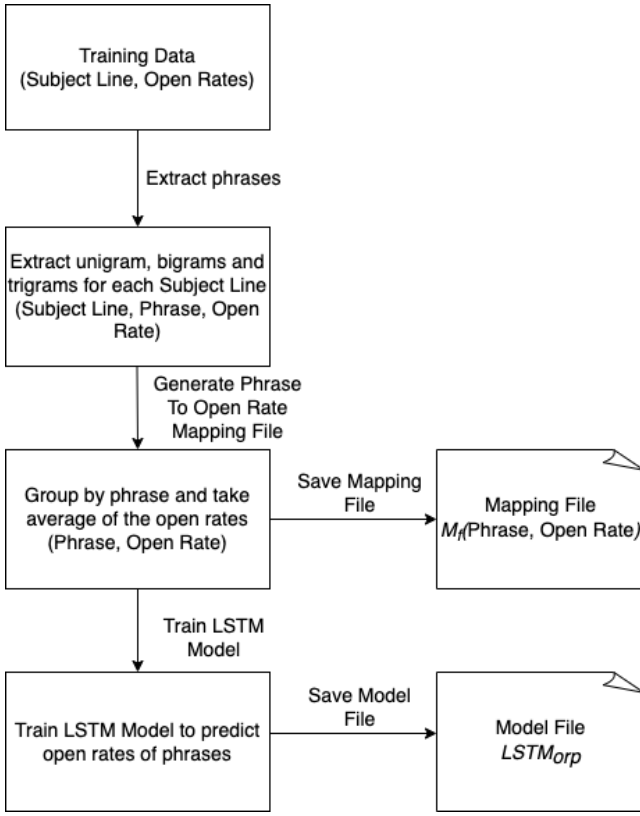 Training Data
(Subject Line, Open Rates)
Extract phrases
Extract unigram, bigrams and
trigrams for each Subject Line
(Subject Line, Phrase, Open
Rate)
Generate Phrase
To Open Rate
Mapping File
Group by phrase and take
average of the open rates
(Phrase, Open Rate)
Save Mapping
File
Mapping File
Mf(Phrase, Open Rate)
Train LSTM
Model
Train LSTM Model to predict
open rates of phrases
Save Model
File
Model File
LSTMorp